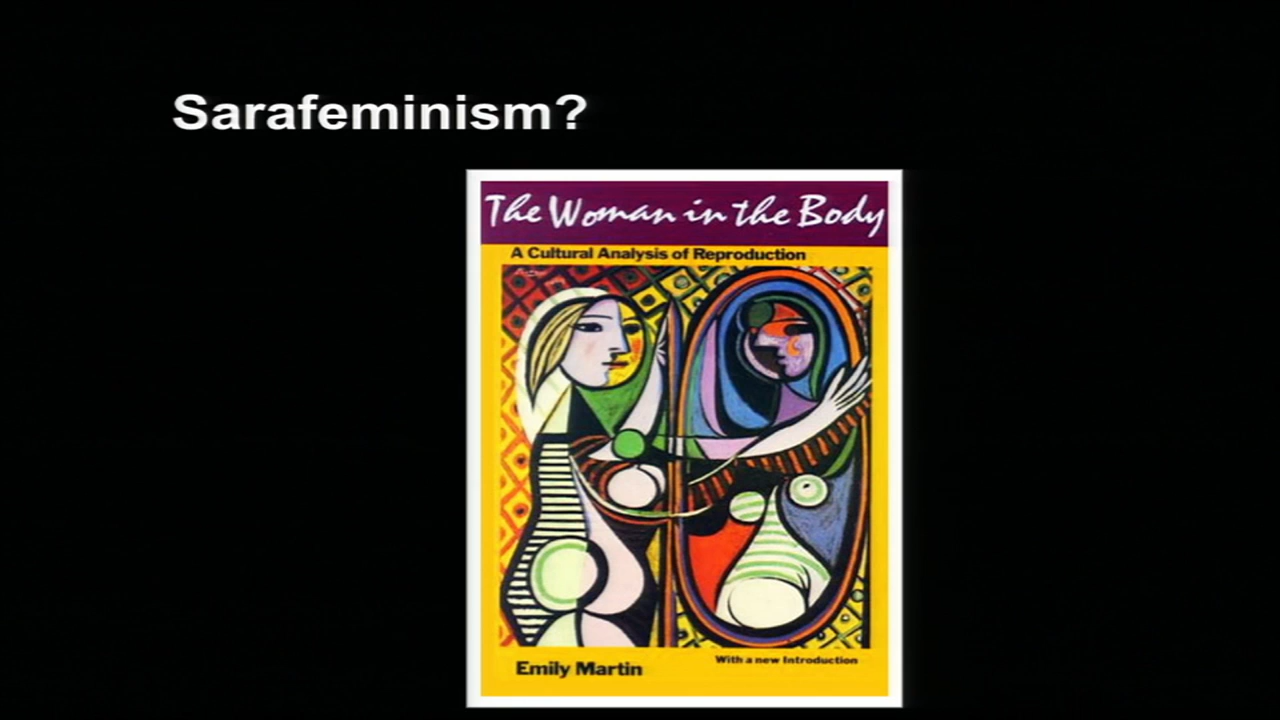 Sarafeminism?
The Woman in the Body
A Cultural Analysis of Reproduction
Emily Martin
With a new Introduction